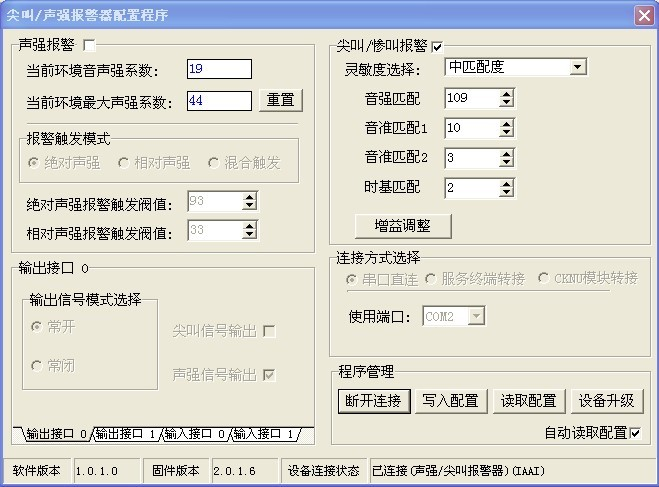 尖叫/声强报警器配置程序
声强报警
当前环境音声强系数: 19
当前环境最大声强系数: 44 重置
报警触发模式
绝对声强 相对声强 混合触发
绝对声强报警触发阀值: 93
相对声强报警触发阀值: 33
输出接口 0
输出信号模式选择
常开
常闭
尖叫信号输出
声强信号输出
输出接口 0 输出接口 1 输入接口 0 输入接口 1
尖叫/惨叫报警
灵敏度选择: 中匹配度
音强匹配 109
音准匹配1 10
音准匹配2 3
时基匹配 2
增益调整
连接方式选择
串口直连 服务终端转接 CKNU模块转接
使用端口: COM2
程序管理
断开连接 写入配置 读取配置 设备升级
自动读取配置
软件版本 1.0.1.0 固件版本 2.0.1.6 设备连接状态 已连接(声强/尖叫报警器)(IAAI)